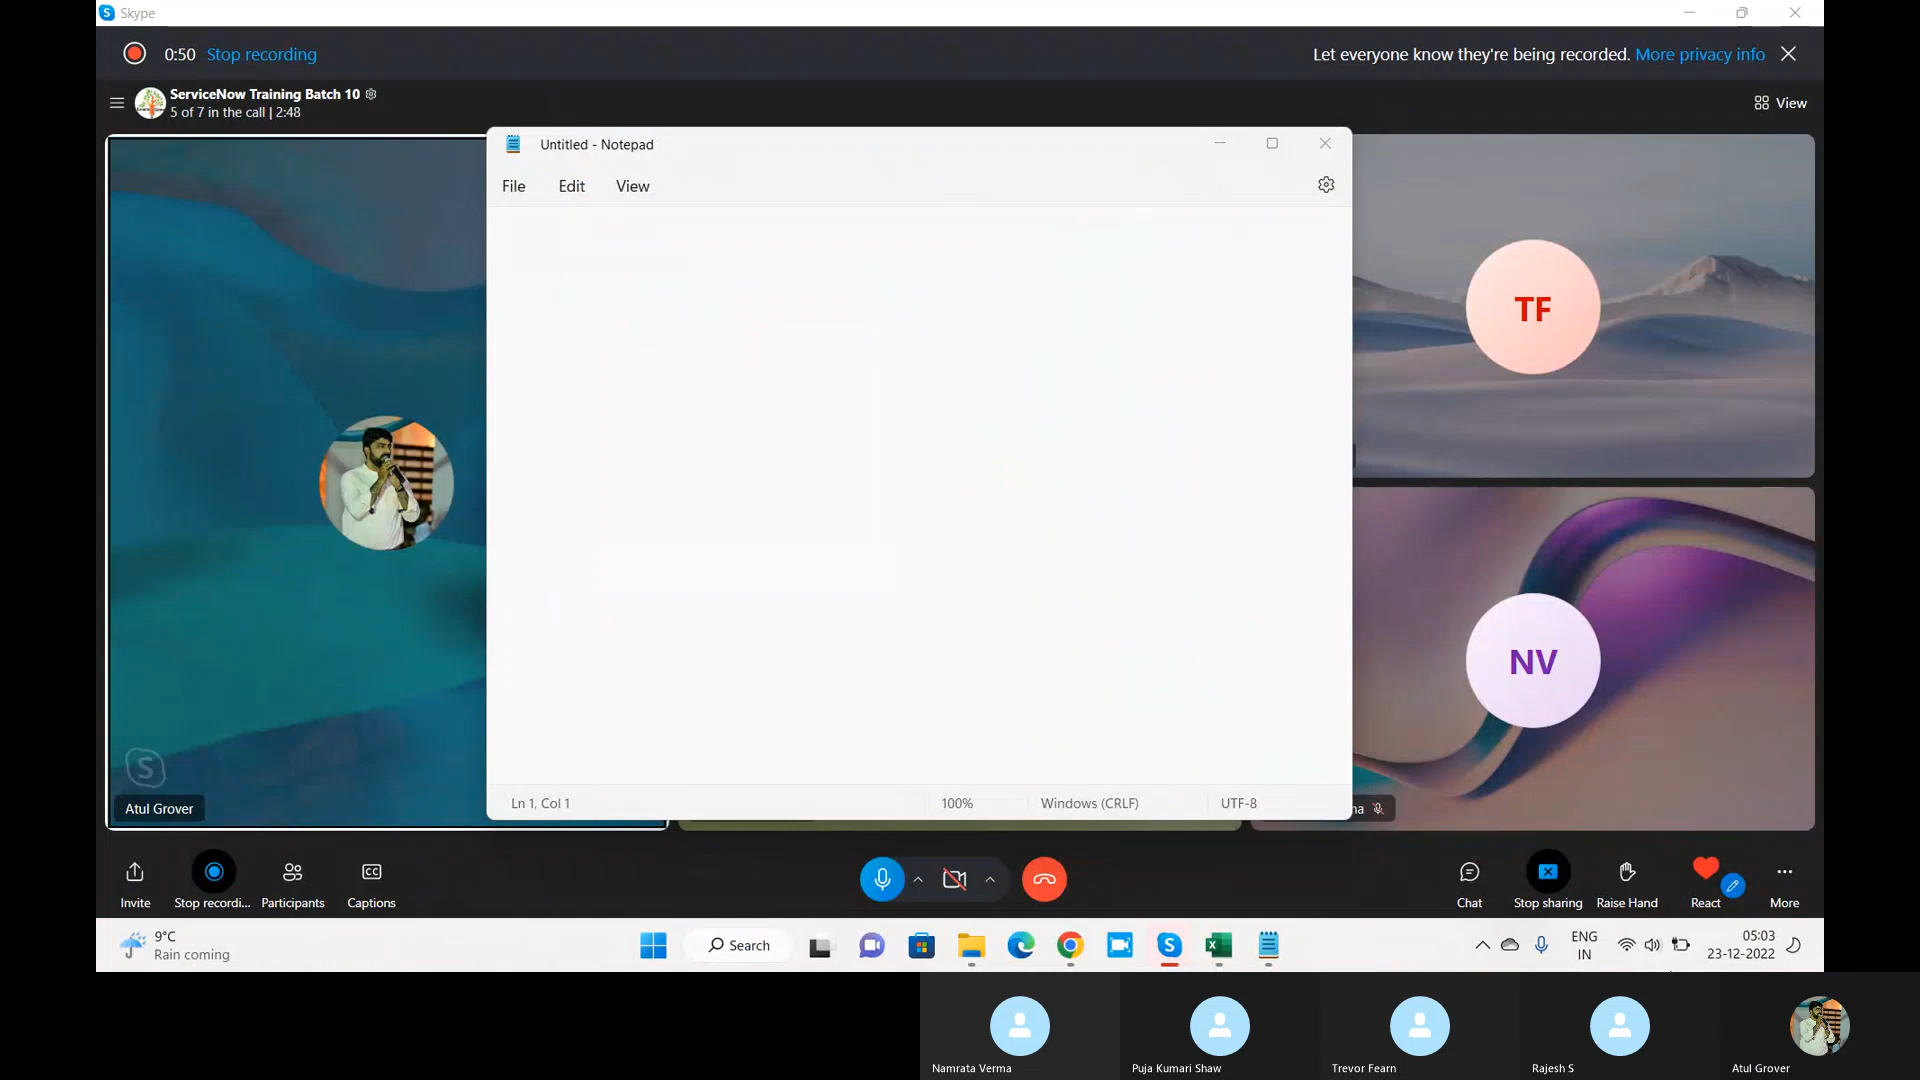 Skype
0:50 Stop recording
Let everyone know they're being recorded. More privacy info
ServiceNow Training Batch 10
5 of 7 in the call | 2:48
View
Untitled - Notepad
File Edit View
TF
NV
Ln 1, Col 1
100%
Windows (CRLF)
UTF-8
Atul Grover
na
Invite
Stop recordi...
Participants
Captions
Chat
Stop sharing
Raise Hand
React
More
9°C
Rain coming
Search
ENG
IN
05:03
23-12-2022
Namrata Verma
Puja Kumari Shaw
Trevor Fearn
Rajesh S
Atul Grover